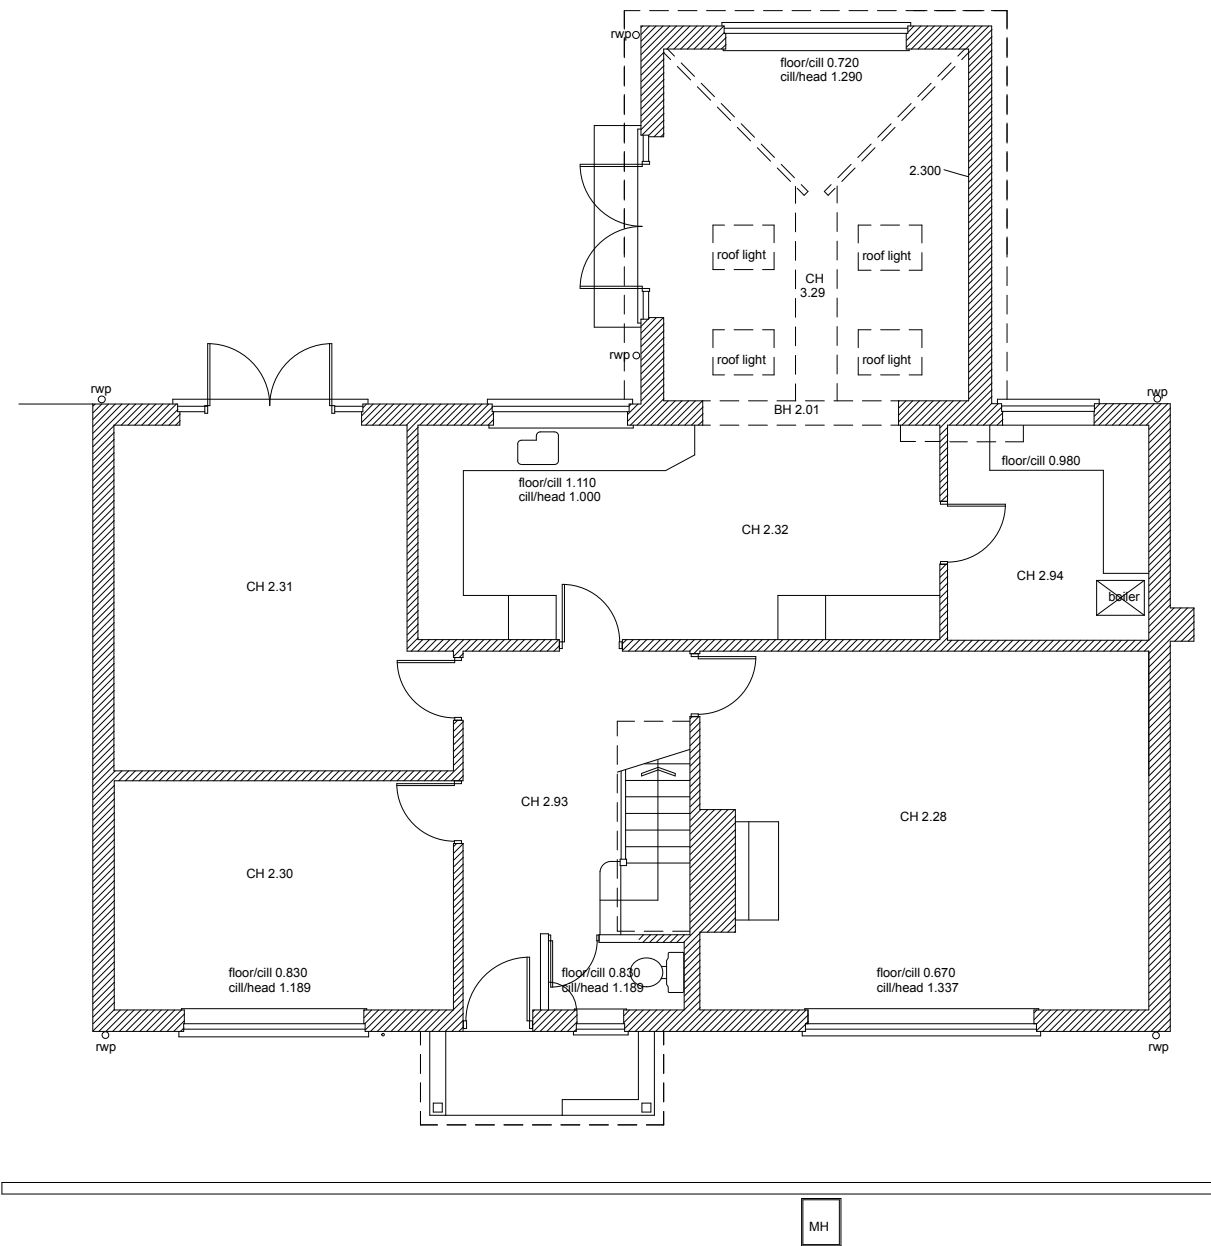 rwp
floor/cill 0.720
cill/head 1.290
2.300
roof light
roof light
CH
3.29
rwp
roof light
roof light
rwp
rwp
BH 2.01
floor/cill 0.980
floor/cill 1.110
cill/head 1.000
CH 2.32
CH 2.94
CH 2.31
boiler
CH 2.93
CH 2.28
CH 2.30
floor/cill 0.830
cill/head 1.189
floor/cill 0.830
cill/head 1.189
floor/cill 0.670
cill/head 1.337
rwp
rwp
MH